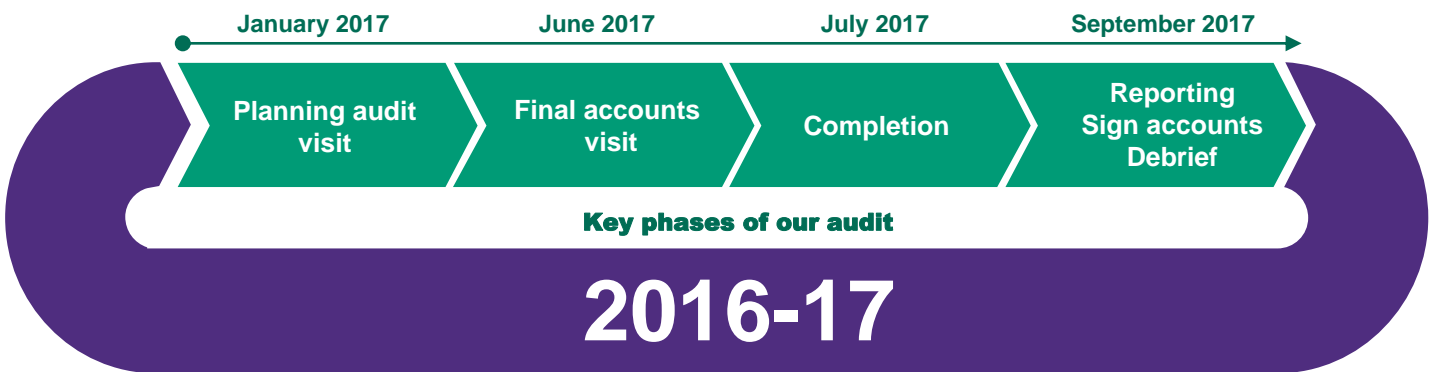 January 2017
June 2017
July 2017
September 2017
Planning audit
visit
Final accounts
visit
Completion
Reporting
Sign accounts
Debrief
Key phases of our audit
2016-17